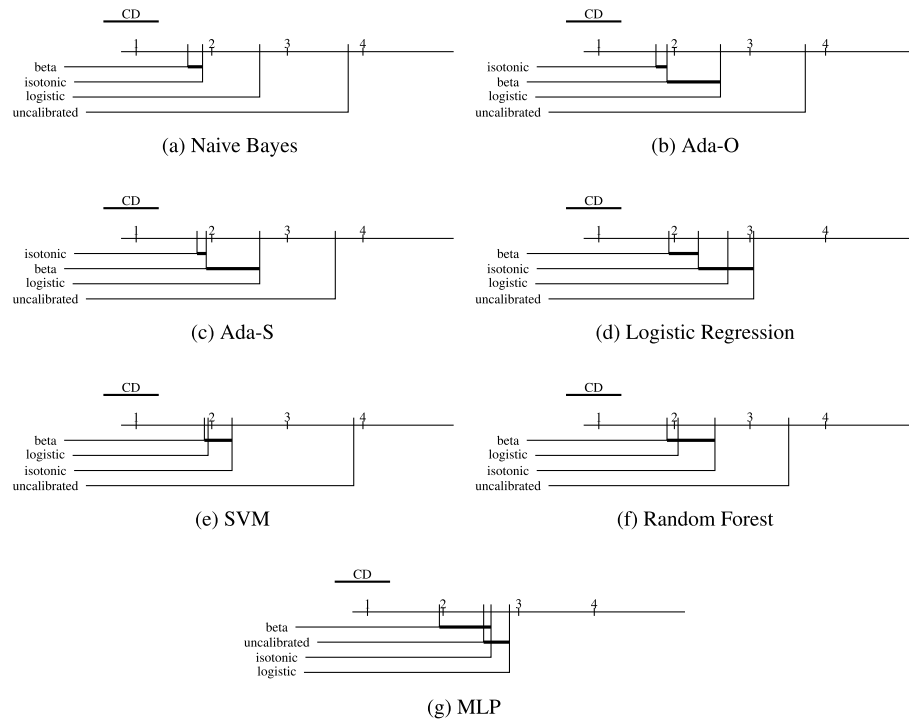 CD
1 2 3 4
beta
isotonic
logistic
uncalibrated
(a) Naive Bayes
CD
1 2 3 4
isotonic
beta
logistic
uncalibrated
(b) Ada-O
CD
1 2 3 4
isotonic
beta
logistic
uncalibrated
(c) Ada-S
CD
1 2 3 4
beta
isotonic
logistic
uncalibrated
(d) Logistic Regression
CD
1 2 3 4
beta
logistic
isotonic
uncalibrated
(e) SVM
CD
1 2 3 4
beta
logistic
isotonic
uncalibrated
(f) Random Forest
CD
1 2 3 4
beta
uncalibrated
isotonic
logistic
(g) MLP